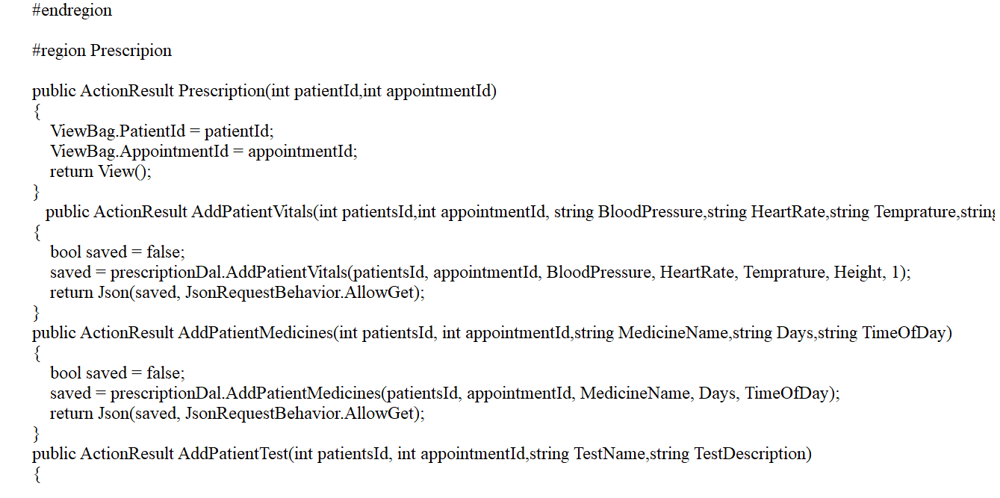 #endregion
#region Prescripion
public ActionResult Prescription(int patientId,int appointmentId)
{
ViewBag.PatientId = patientId;
ViewBag.AppointmentId = appointmentId;
return View();
}
public ActionResult AddPatientVitals(int patientsId,int appointmentId, string BloodPressure,string HeartRate,string Temprature,string
{
bool saved = false;
saved = prescriptionDal.AddPatientVitals(patientsId, appointmentId, BloodPressure, HeartRate, Temprature, Height, 1);
return Json(saved, JsonRequestBehavior.AllowGet);
}
public ActionResult AddPatientMedicines(int patientsId, int appointmentId,string MedicineName,string Days,string TimeOfDay)
{
bool saved = false;
saved = prescriptionDal.AddPatientMedicines(patientsId, appointmentId, MedicineName, Days, TimeOfDay);
return Json(saved, JsonRequestBehavior.AllowGet);
}
public ActionResult AddPatientTest(int patientsId, int appointmentId,string TestName,string TestDescription)
{